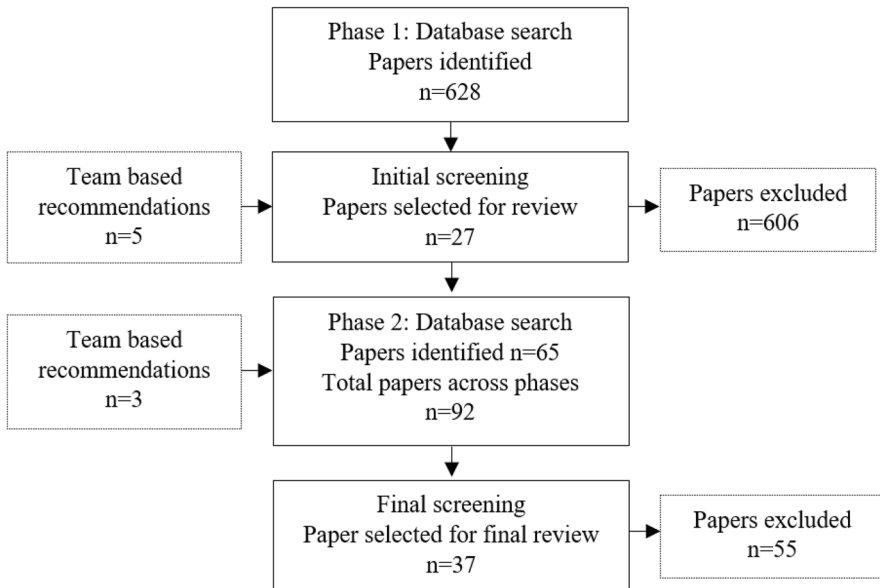 Phase 1: Database search
Papers identified
n=628
Team based
recommendations
n=5
Initial screening
Papers selected for review
n=27
Papers excluded
n=606
Team based
recommendations
n=3
Phase 2: Database search
Papers identified n=65
Total papers across phases
n=92
Final screening
Paper selected for final review
n=37
Papers excluded
n=55